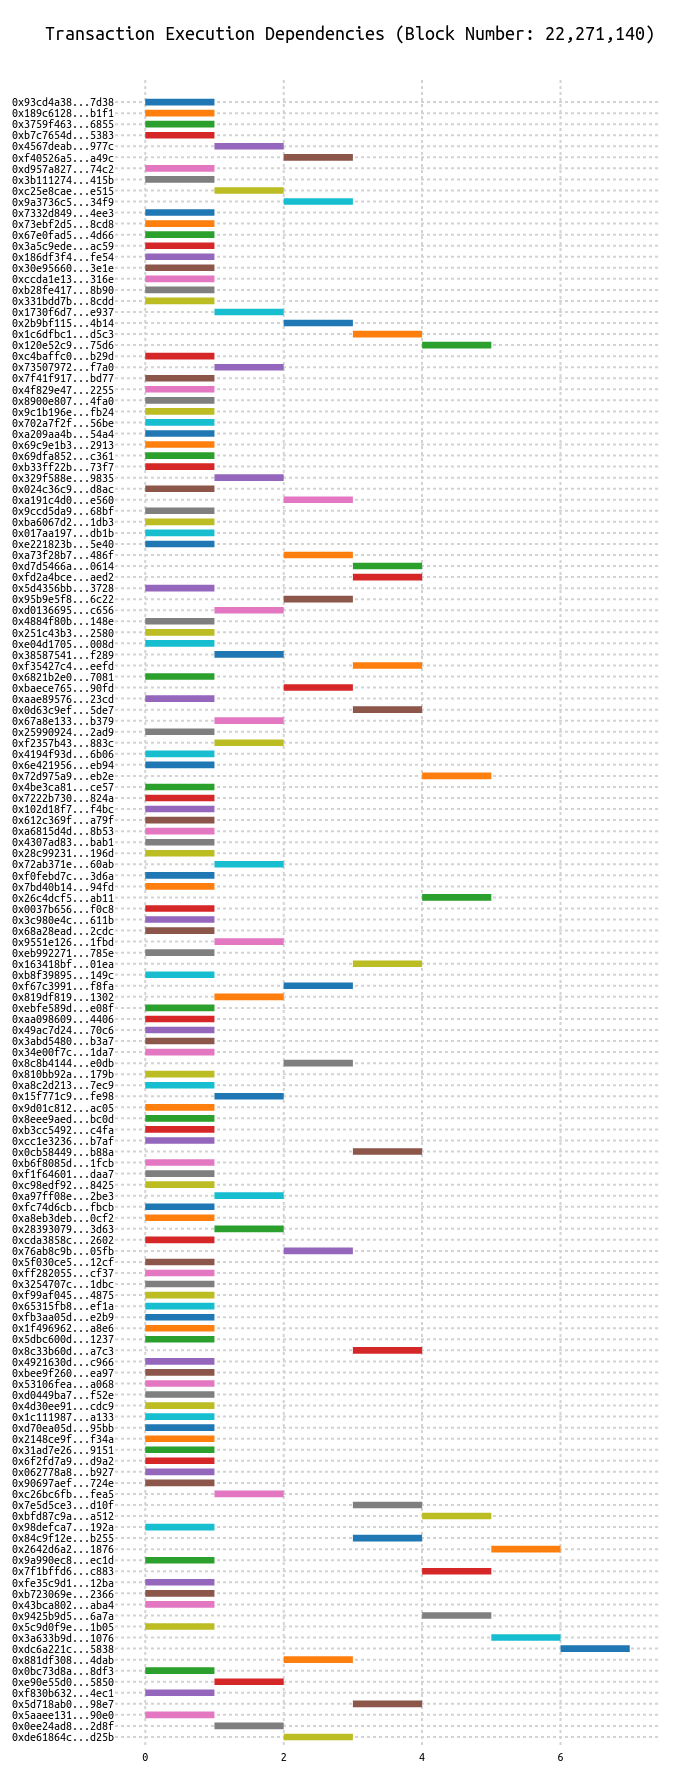 Transaction Execution Dependencies (Block Number: 22,271,140)
0x93cd4a38...7d38
0x189c6128...b1f1
0x3759f463...6855
0xb7c7654d...5383
0x4567deab...977c
0xf40526a5...a49c
0xd957a827...74c2
0x3b111274...415b
0xc25e8cae...e515
0x9a3736c5...34f9
0x7332d849...4ee3
0x73ebf2d5...8cd8
0x67e0fad5...4d66
0x3a5c9ede...ac59
0x186df3f4...fe54
0x30e95660...3e1e
0xccda1e13...316e
0xb28fe417...8b90
0x331bdd7b...8cdd
0x1730f6d7...e937
0x2b9bf115...4b14
0x1c6dfbc1...d5c3
0x120e52c9...75d6
0xc4baffc0...b29d
0x73507972...f7a0
0x7f41f917...bd77
0x4f829e47...2255
0x8900e807...4fa0
0x9c1b196e...fb24
0x702a7f2f...56be
0xa209aa4b...54a4
0x69c9e1b3...2913
0x69dfa852...c361
0xb33ff22b...73f7
0x329f588e...9835
0x024c36c9...d8ac
0xa191c4d0...e560
0x9ccd5da9...68bf
0xba6067d2...1db3
0x017aa197...db1b
0xe221823b...5e40
0xa73f28b7...486f
0xd7d5466a...0614
0xfd2a4bce...aed2
0x5d4356bb...3728
0x95b9e5f8...6c22
0xd0136695...c656
0x4884f80b...148e
0x251c43b3...2580
0xe04d1705...008d
0x38587541...f289
0xf35427c4...eefd
0x6821b2e0...7081
0xbaece765...90fd
0xaae89576...23cd
0x0d63c9ef...5de7
0x67a8e133...b379
0x25990924...2ad9
0xf2357b43...883c
0x4194f93d...6b06
0x6e421956...eb94
0x72d975a9...eb2e
0x4be3ca81...ce57
0x7222b730...824a
0x102d18f7...f4bc
0x612c369f...a79f
0xa6815d4d...8b53
0x4307ad83...bab1
0x28c99231...196d
0x72ab371e...60ab
0xf0febd7c...3d6a
0x7bd40b14...94fd
0x26c4dcf5...ab11
0x0037b656...f0c8
0x3c980e4c...611b
0x68a28ead...2cdc
0x9551e126...1fbd
0xeb992271...785e
0x163418bf...01ea
0xb8f39895...149c
0xf67c3991...f8fa
0x819df819...1302
0xebfe589d...e08f
0xaa098609...4406
0x49ac7d24...70c6
0x3abd5480...b3a7
0x34e00f7c...1da7
0x8c8b4144...e0db
0x810bb92a...179b
0xa8c2d213...7ec9
0x15f771c9...fe98
0x9d01c812...ac05
0x8eee9aed...bc0d
0xb3cc5492...c4fa
0xcc1e3236...b7af
0x0cb58449...b88a
0xb6f8085d...1fcb
0xf1f64601...daa7
0xc98edf92...8425
0xa97ff08e...2be3
0xfc74d6cb...fbcb
0xa8eb3deb...0cf2
0x28393079...3d63
0xcda3858c...2602
0x76ab8c9b...05fb
0x5f030ce5...12cf
0xff282055...cf37
0x3254707c...1dbc
0xf99af045...4875
0x65315fb8...ef1a
0xfb3aa05d...e2b9
0x1f496962...a8e6
0x5dbc600d...1237
0x8c33b60d...a7c3
0x4921630d...c966
0xbee9f260...ea97
0x53106fea...a068
0xd0449ba7...f52e
0x4d30ee91...cdc9
0x1c111987...a133
0xd70ea05d...95bb
0x2148ce9f...f34a
0x31ad7e26...9151
0x6f2fd7a9...d9a2
0x062778a8...b927
0x90697aef...724e
0xc26bc6fb...fea5
0x7e5d5ce3...d10f
0xbfd87c9a...a512
0x98defca7...192a
0x84c9f12e...b255
0x2642d6a2...1876
0x9a990ec8...ec1d
0x7f1bffd6...c883
0xfe35c9d1...12ba
0xb723069e...2366
0x43bca802...aba4
0x9425b9d5...6a7a
0x5c9d0f9e...1b05
0x3a633b9d...1076
0xdc6a221c...5838
0x881df308...4dab
0x0bc73d8a...8df3
0xe90e55d0...5850
0xf830b632...4ec1
0x5d718ab0...98e7
0x5aaee131...90e0
0x0ee24ad8...2d8f
0xde61864c...d25b
0 2 4 6